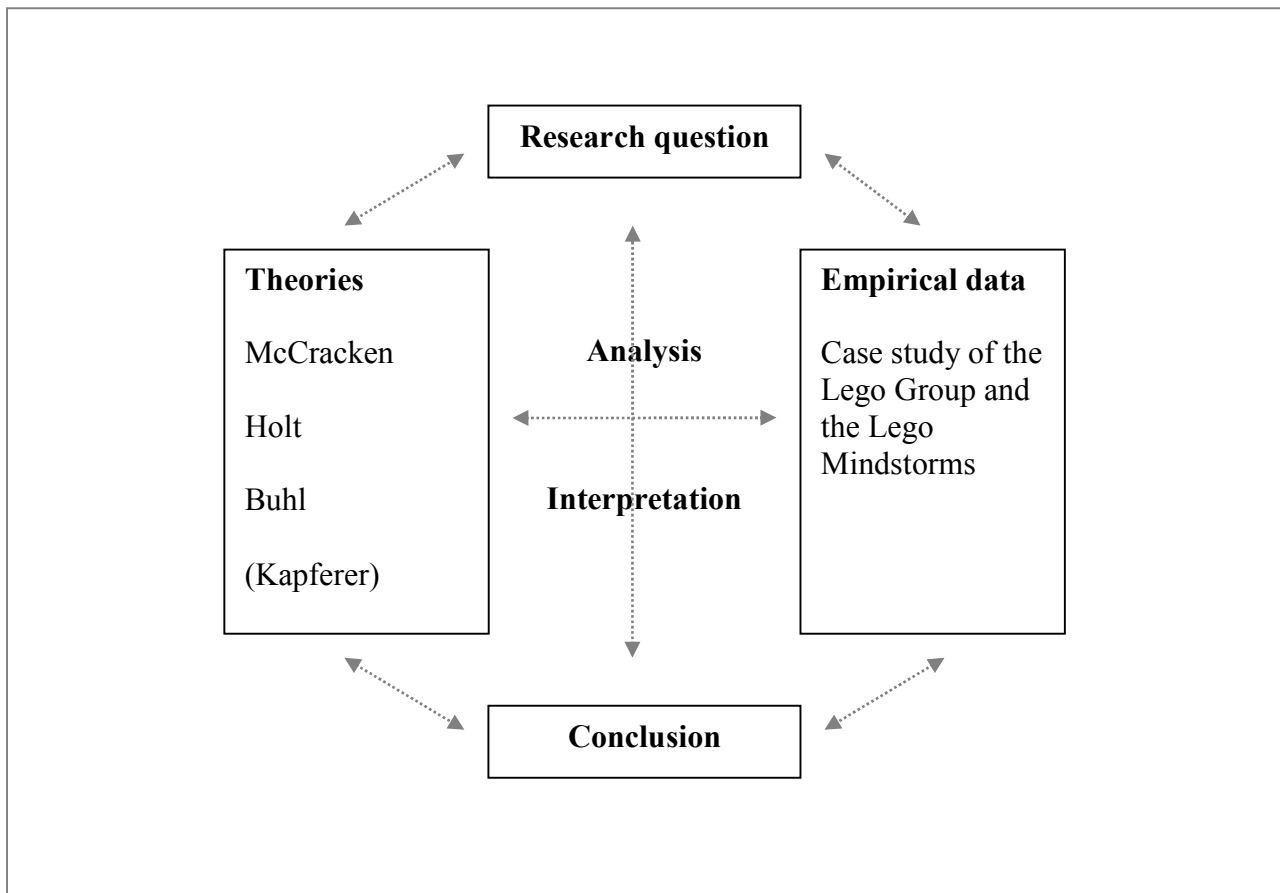 Research question
Theories
McCracken
Holt
Buhl
(Kapferer)
Analysis
Interpretation
Empirical data
Case study of the
Lego Group and
the Lego
Mindstorms
Conclusion